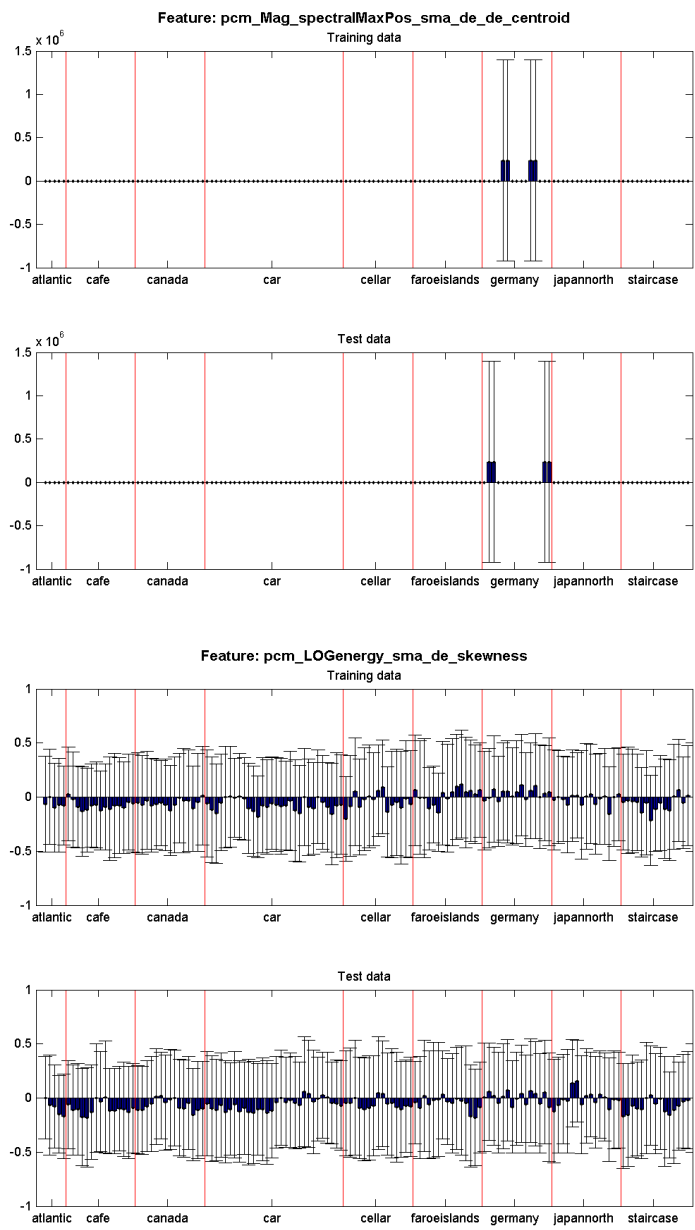 Feature: pcm_Mag_spectralMaxPos_sma_de_de_centroid
Training data
x 10^6
1.5
1
0.5
0
-0.5
-1
atlantic cafe canada car cellar faroeislands germany japannorth staircase
Test data
x 10^6
1.5
1
0.5
0
-0.5
-1
atlantic cafe canada car cellar faroeislands germany japannorth staircase
Feature: pcm_LOGenergy_sma_de_skewness
Training data
1
0.5
0
-0.5
-1
atlantic cafe canada car cellar faroeislands germany japannorth staircase
Test data
1
0.5
0
-0.5
-1
atlantic cafe canada car cellar faroeislands germany japannorth staircase